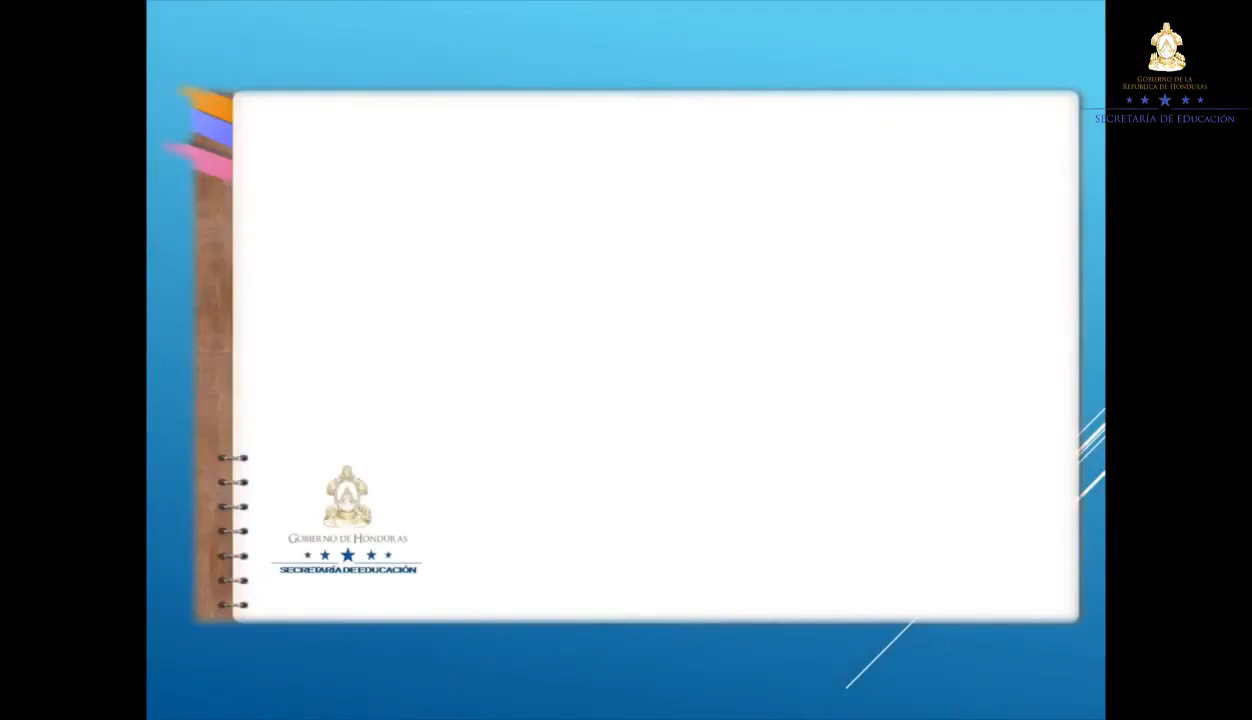 GOBIERNO DE LA
REPÚBLICA DE HONDURAS
SECRETARÍA DE EDUCACIÓN
GOBIERNO DE HONDURAS
SECRETARÍA DE EDUCACIÓN